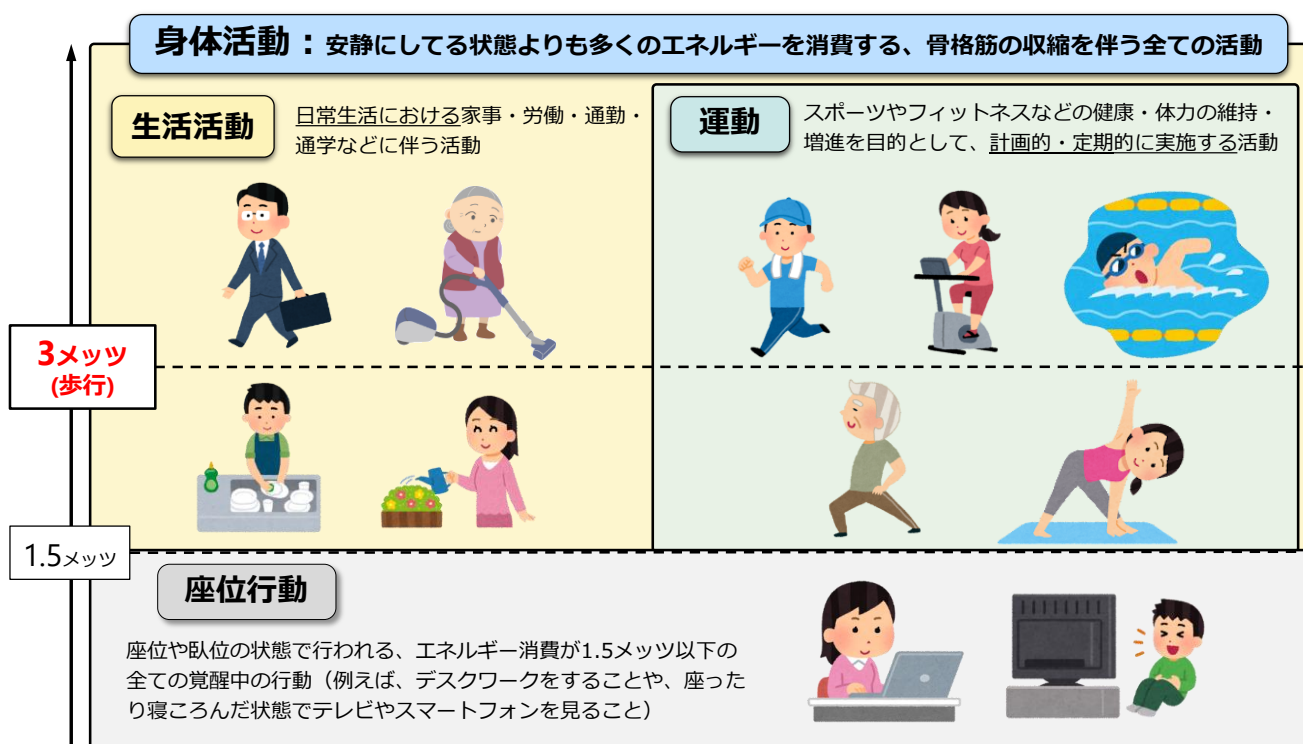 身体活動：安静にしてる状態よりも多くのエネルギーを消費する、骨格筋の収縮を伴う全ての活動
生活活動
日常生活における家事・労働・通勤・
通学などに伴う活動
運動
スポーツやフィットネスなどの健康・体力の維持・
増進を目的として、計画的・定期的に実施する活動
3メッツ
(歩行)
1.5メッツ
座位行動
座位や臥位の状態で行われる、エネルギー消費が1.5メッツ以下の
全ての覚醒中の行動（例えば、デスクワークをすることや、座った
り寝ころんだ状態でテレビやスマートフォンを見ること）